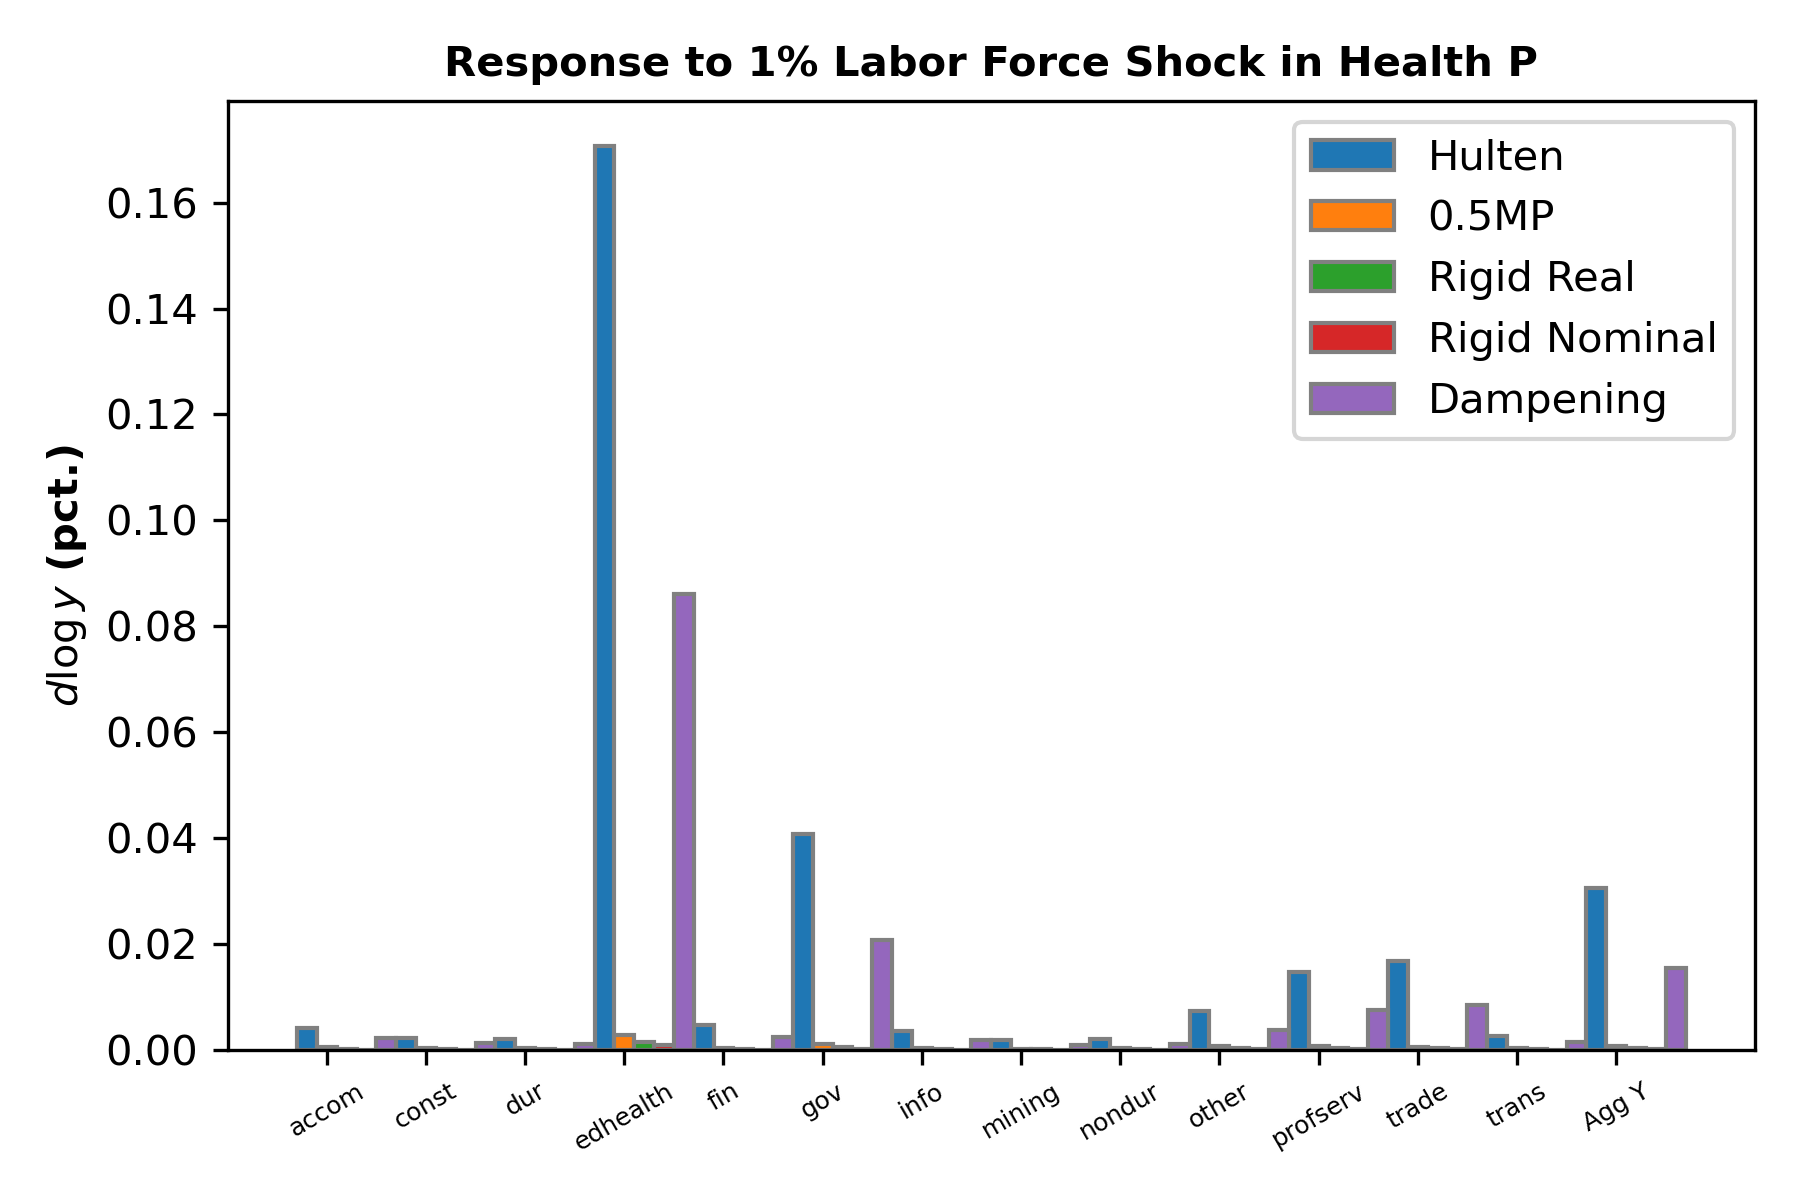 Response to 1% Labor Force Shock in Health P
Hulten
0.5MP
Rigid Real
Rigid Nominal
Dampening
dlog y (pct.)
0.16
0.14
0.12
0.10
0.08
0.06
0.04
0.02
0.00
accom
const
dur
edhealth
fin
gov
info
mining
nondur
other
profserv
trade
trans
Agg Y